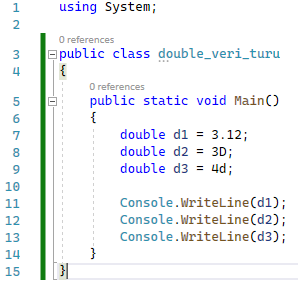 1 using System;
2
0 references
3 public class double_veri_turu
4 {
0 references
5 public static void Main()
6 {
7 double d1 = 3.12;
8 double d2 = 3D;
9 double d3 = 4d;
10
11 Console.WriteLine(d1);
12 Console.WriteLine(d2);
13 Console.WriteLine(d3);
14 }
15 }